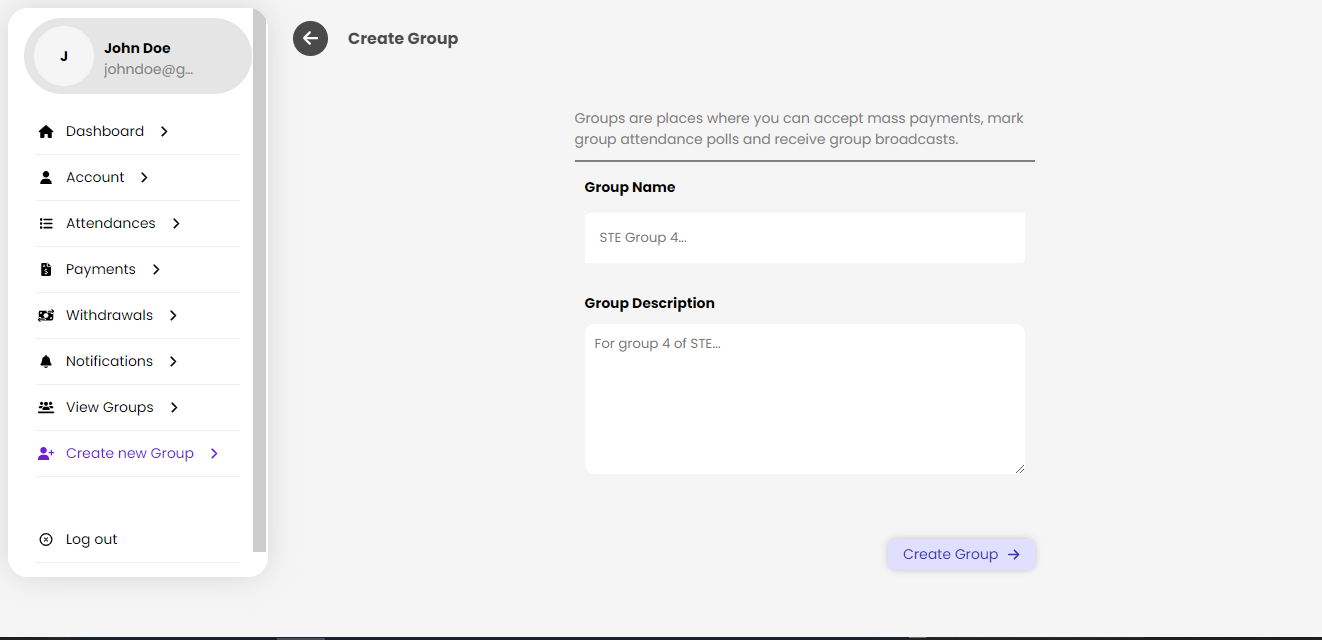 J
John Doe
johndoe@g...
Dashboard
Account
Attendances
Payments
Withdrawals
Notifications
View Groups
Create new Group
Log out
Create Group
Groups are places where you can accept mass payments, mark
group attendance polls and receive group broadcasts.
Group Name
STE Group 4...
Group Description
For group 4 of STE...
Create Group